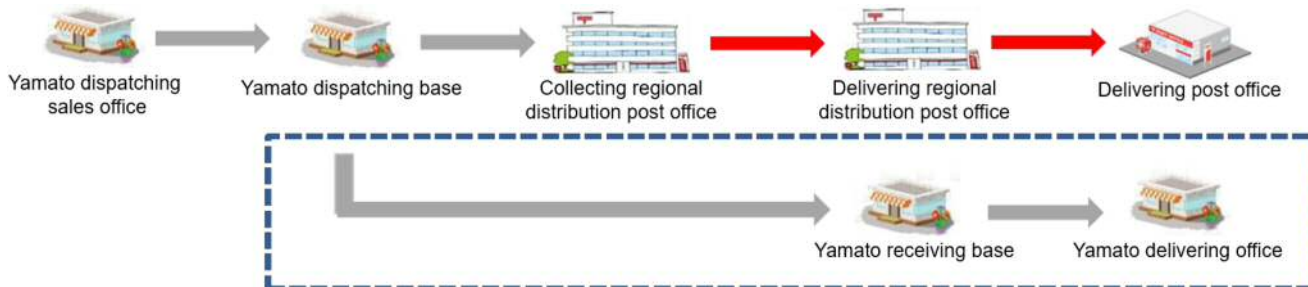 Yamato dispatching
sales office
Yamato dispatching base
Collecting regional
distribution post office
Delivering regional
distribution post office
Delivering post office
Yamato receiving base
Yamato delivering office